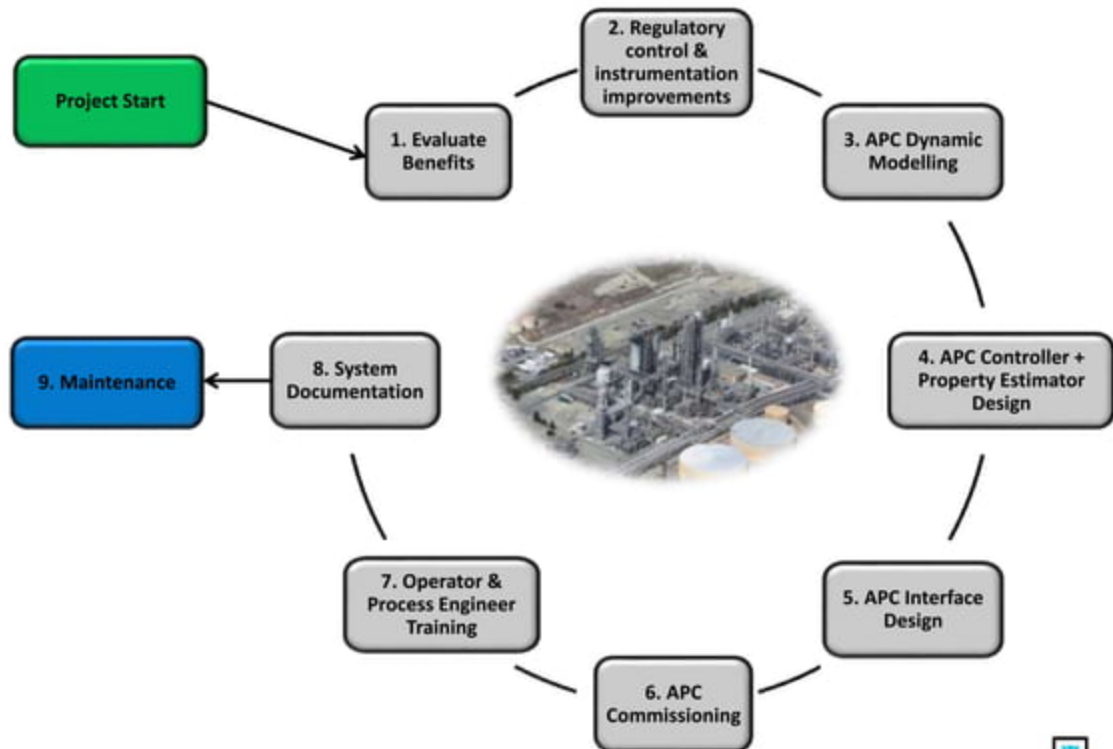 Project Start
1. Evaluate
Benefits
2. Regulatory
control &
instrumentation
improvements
3. APC Dynamic
Modelling
4. APC Controller +
Property Estimator
Design
5. APC Interface
Design
6. APC
Commissioning
7. Operator &
Process Engineer
Training
8. System
Documentation
9. Maintenance